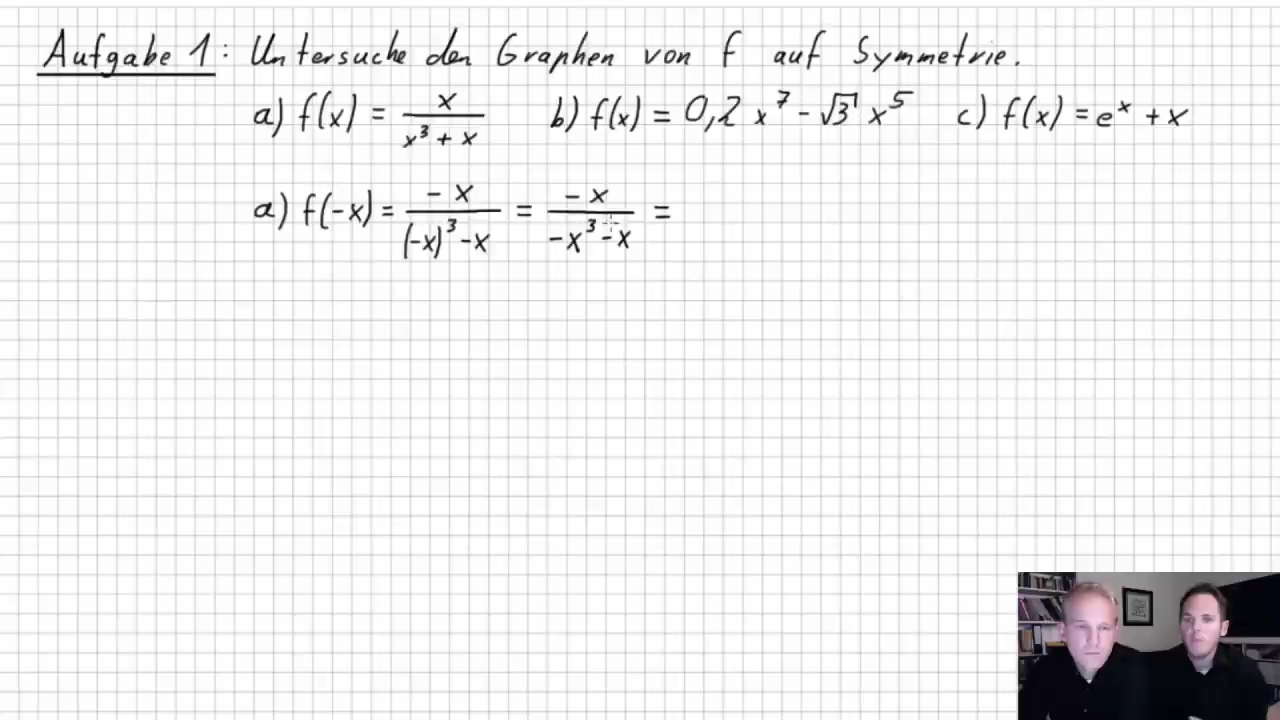 Aufgabe 1: Untersuche den Graphen von f auf Symmetrie.
a) f(x) = x/(x³ + x) b) f(x) = 0,2 x⁷ - √3 x⁵ c) f(x) = eˣ + x
a) f(-x) = -x/((-x)³ - x) = -x/(-x³ - x) =